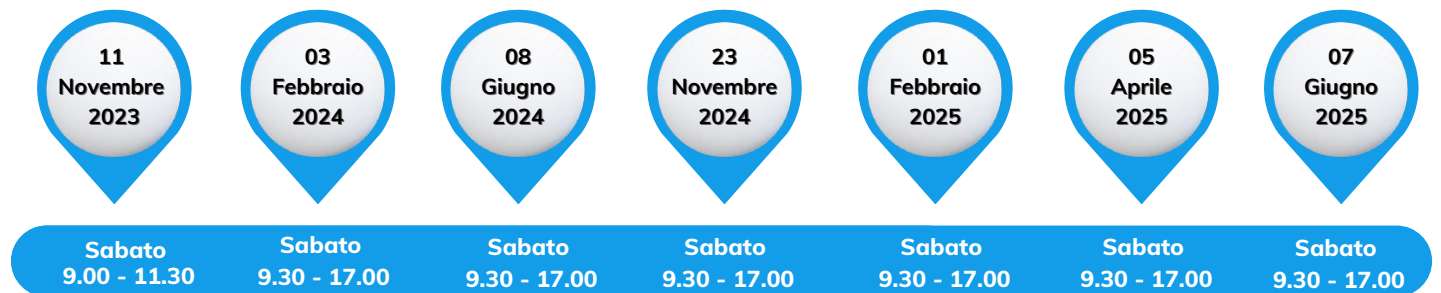 11
Novembre
2023
03
Febbraio
2024
08
Giugno
2024
23
Novembre
2024
01
Febbraio
2025
05
Aprile
2025
07
Giugno
2025
Sabato
9.00 - 11.30
Sabato
9.30 - 17.00
Sabato
9.30 - 17.00
Sabato
9.30 - 17.00
Sabato
9.30 - 17.00
Sabato
9.30 - 17.00
Sabato
9.30 - 17.00